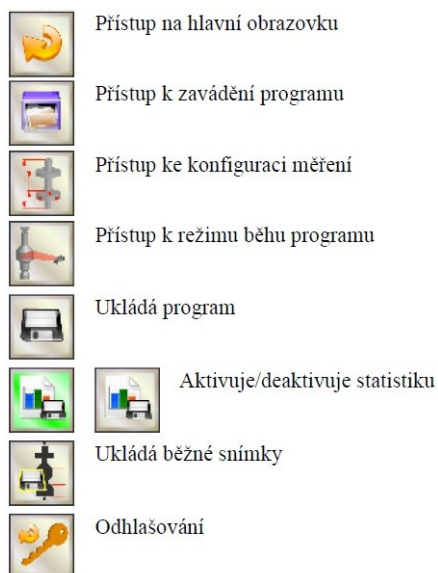 Přístup na hlavní obrazovku
Přístup k zavádění programu
Přístup ke konfiguraci měření
Přístup k režimu běhu programu
Ukládá program
Aktivuje/deaktivuje statistiku
Ukládá běžné snímky
Odhlašování